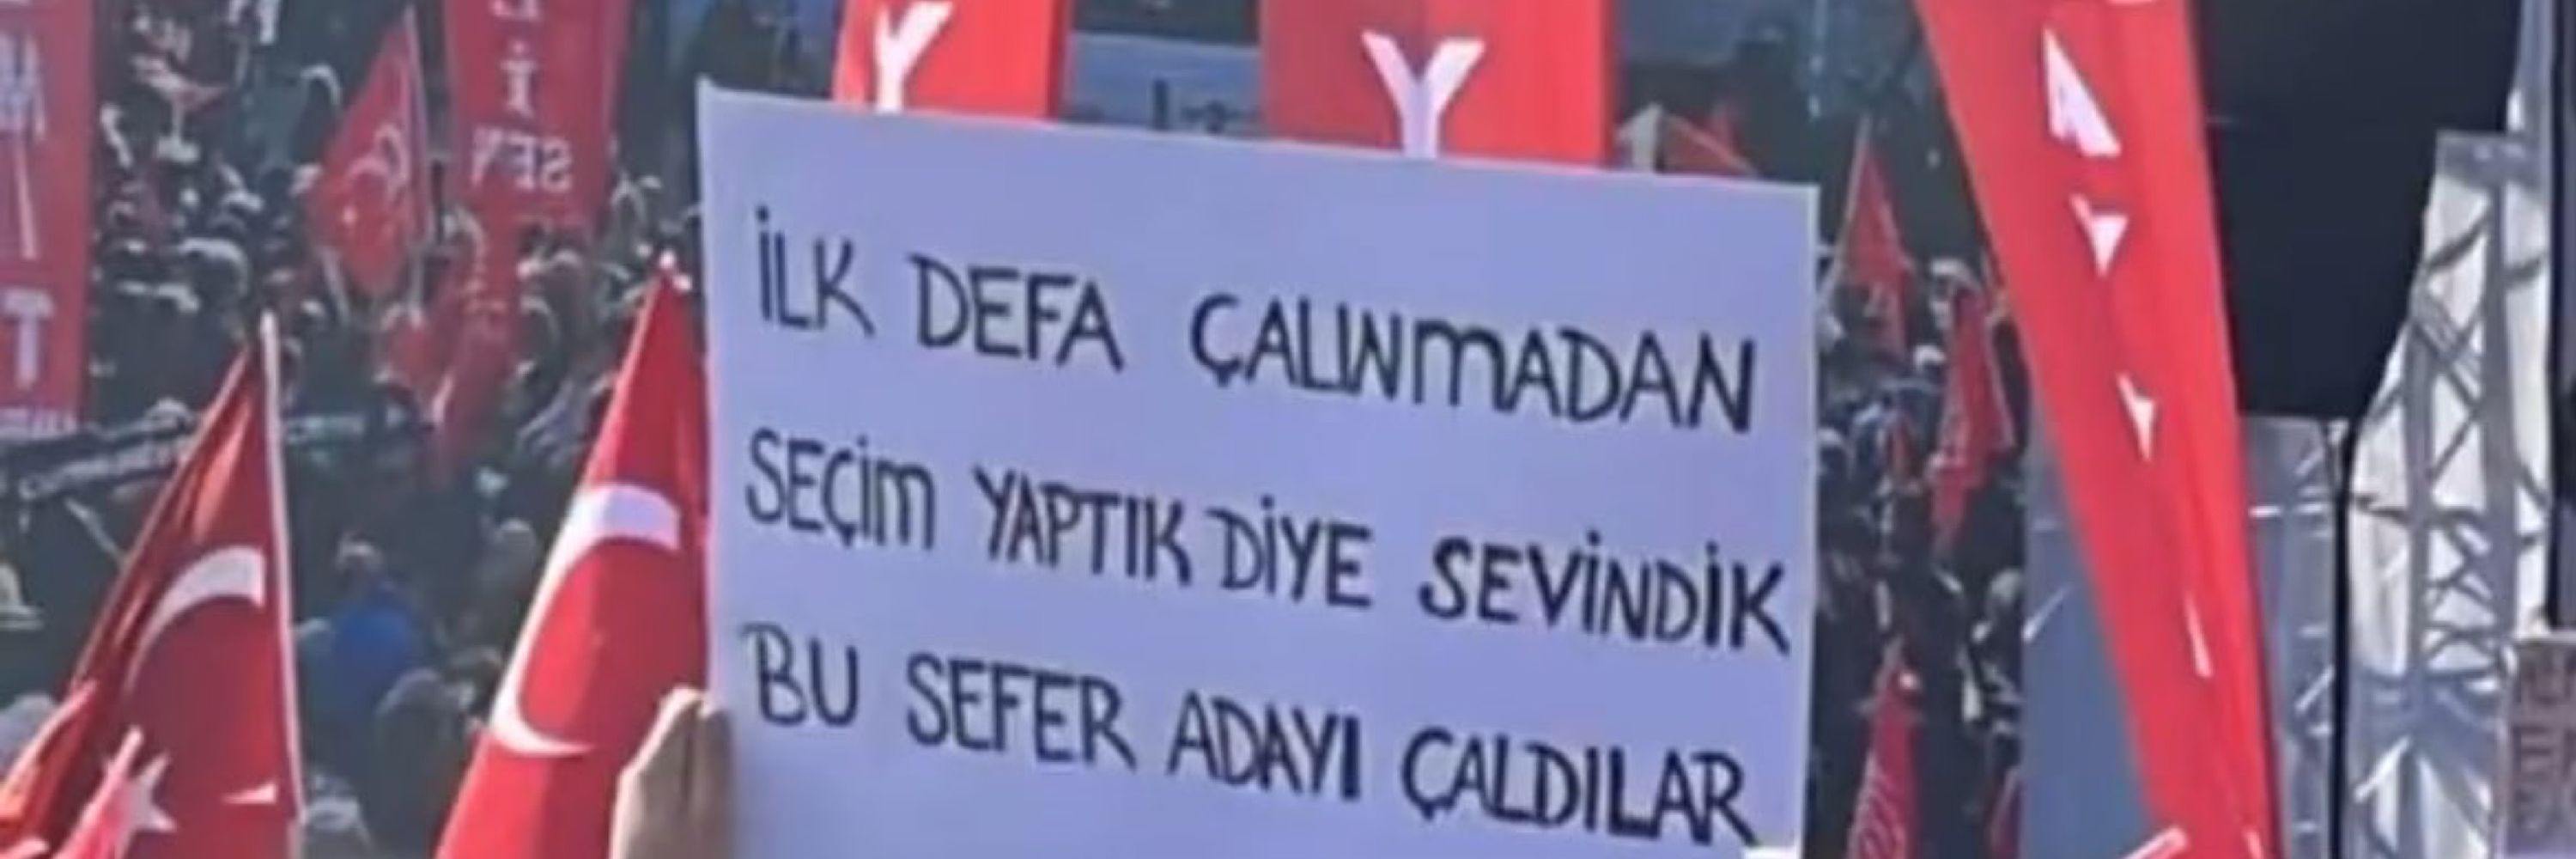 İLK DEFA ÇALINMADAN
SEÇİM YAPTIK DİYE SEVİNDİK
BU SEFER ADAYI ÇALDILAR